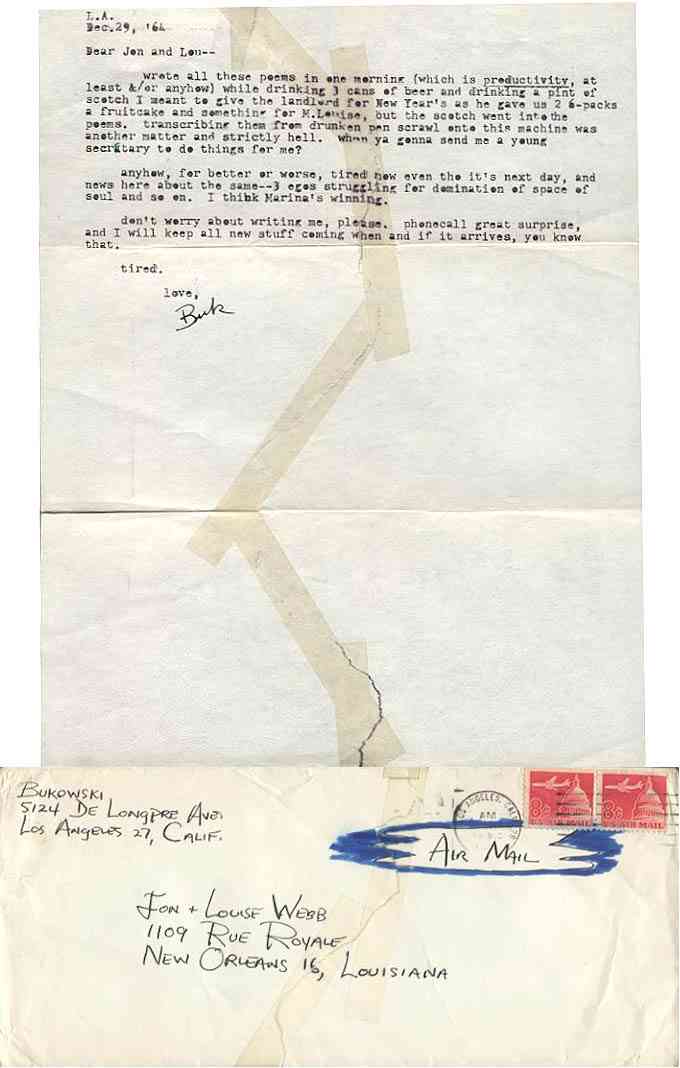 L.A.
Dec.29, '64
Dear Jon and Lou--
wrote all these poems in one morning (which is productivity, at
least &/or anyhow) while drinking 3 cans of beer and drinking a pint of
scotch I meant to give the landlord for New Year's as he gave us 2 6-packs
a fruitcake and something for M.Louise, but the scotch went into the
poems. transcribing them from drunken pen scrawl onto this machine was
another matter and strictly hell. when ya gonna send me a young
secretary to do things for me?
anyhow, for better or worse, tired now even tho it's next day, and
news here about the same--3 egos struggling for domination of space of
soul and so on. I think Marina's winning.
don't worry about writing me, please. phonecall great surprise,
and I will keep all new stuff coming when and if it arrives, you know
that.
tired.
love,
Buk
BUKOWSKI
5124 DE LONGPRE AVE.
LOS ANGELES 27, CALIF.
LOS ANGELES, CALIF.
AM
8¢
US AIR MAIL
8¢
US AIR MAIL
AIR MAIL
JON + LOUISE WEBB
1109 RUE ROYALE
NEW ORLEANS 16, LOUISIANA